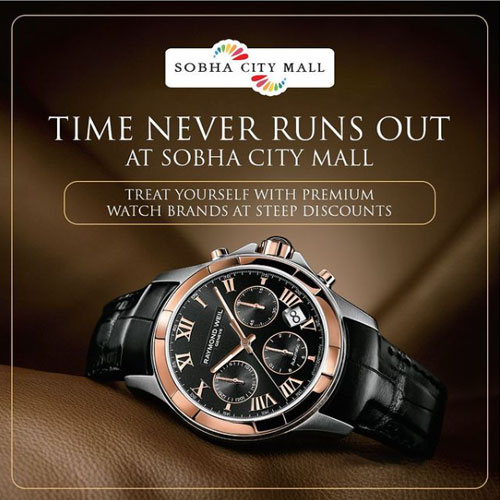 SOBHA CITY MALL
TIME NEVER RUNS OUT
AT SOBHA CITY MALL
TREAT YOURSELF WITH PREMIUM
WATCH BRANDS AT STEEP DISCOUNTS
RAYMOND WEIL
GENEVE